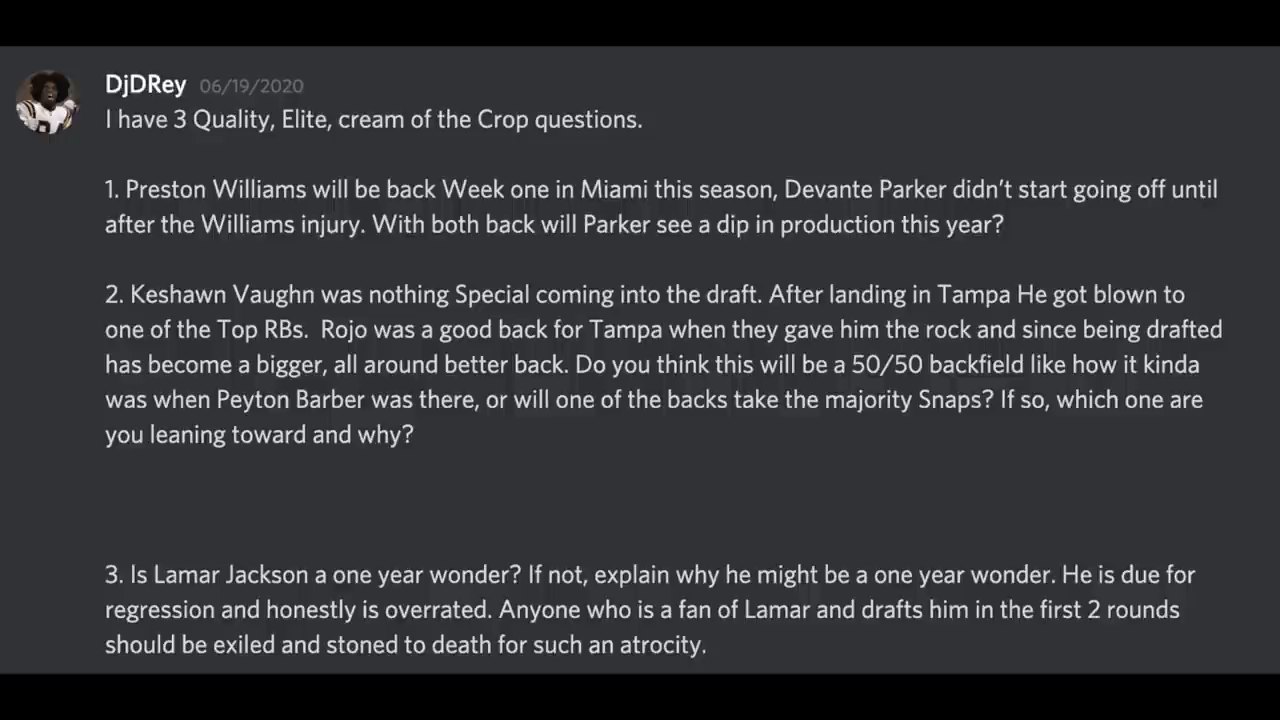 DjDRey 06/19/2020
I have 3 Quality, Elite, cream of the Crop questions.
1. Preston Williams will be back Week one in Miami this season, Devante Parker didn't start going off until
after the Williams injury. With both back will Parker see a dip in production this year?
2. Keshawn Vaughn was nothing Special coming into the draft. After landing in Tampa He got blown to
one of the Top RBs. Rojo was a good back for Tampa when they gave him the rock and since being drafted
has become a bigger, all around better back. Do you think this will be a 50/50 backfield like how it kinda
was when Peyton Barber was there, or will one of the backs take the majority Snaps? If so, which one are
you leaning toward and why?
3. Is Lamar Jackson a one year wonder? If not, explain why he might be a one year wonder. He is due for
regression and honestly is overrated. Anyone who is a fan of Lamar and drafts him in the first 2 rounds
should be exiled and stoned to death for such an atrocity.